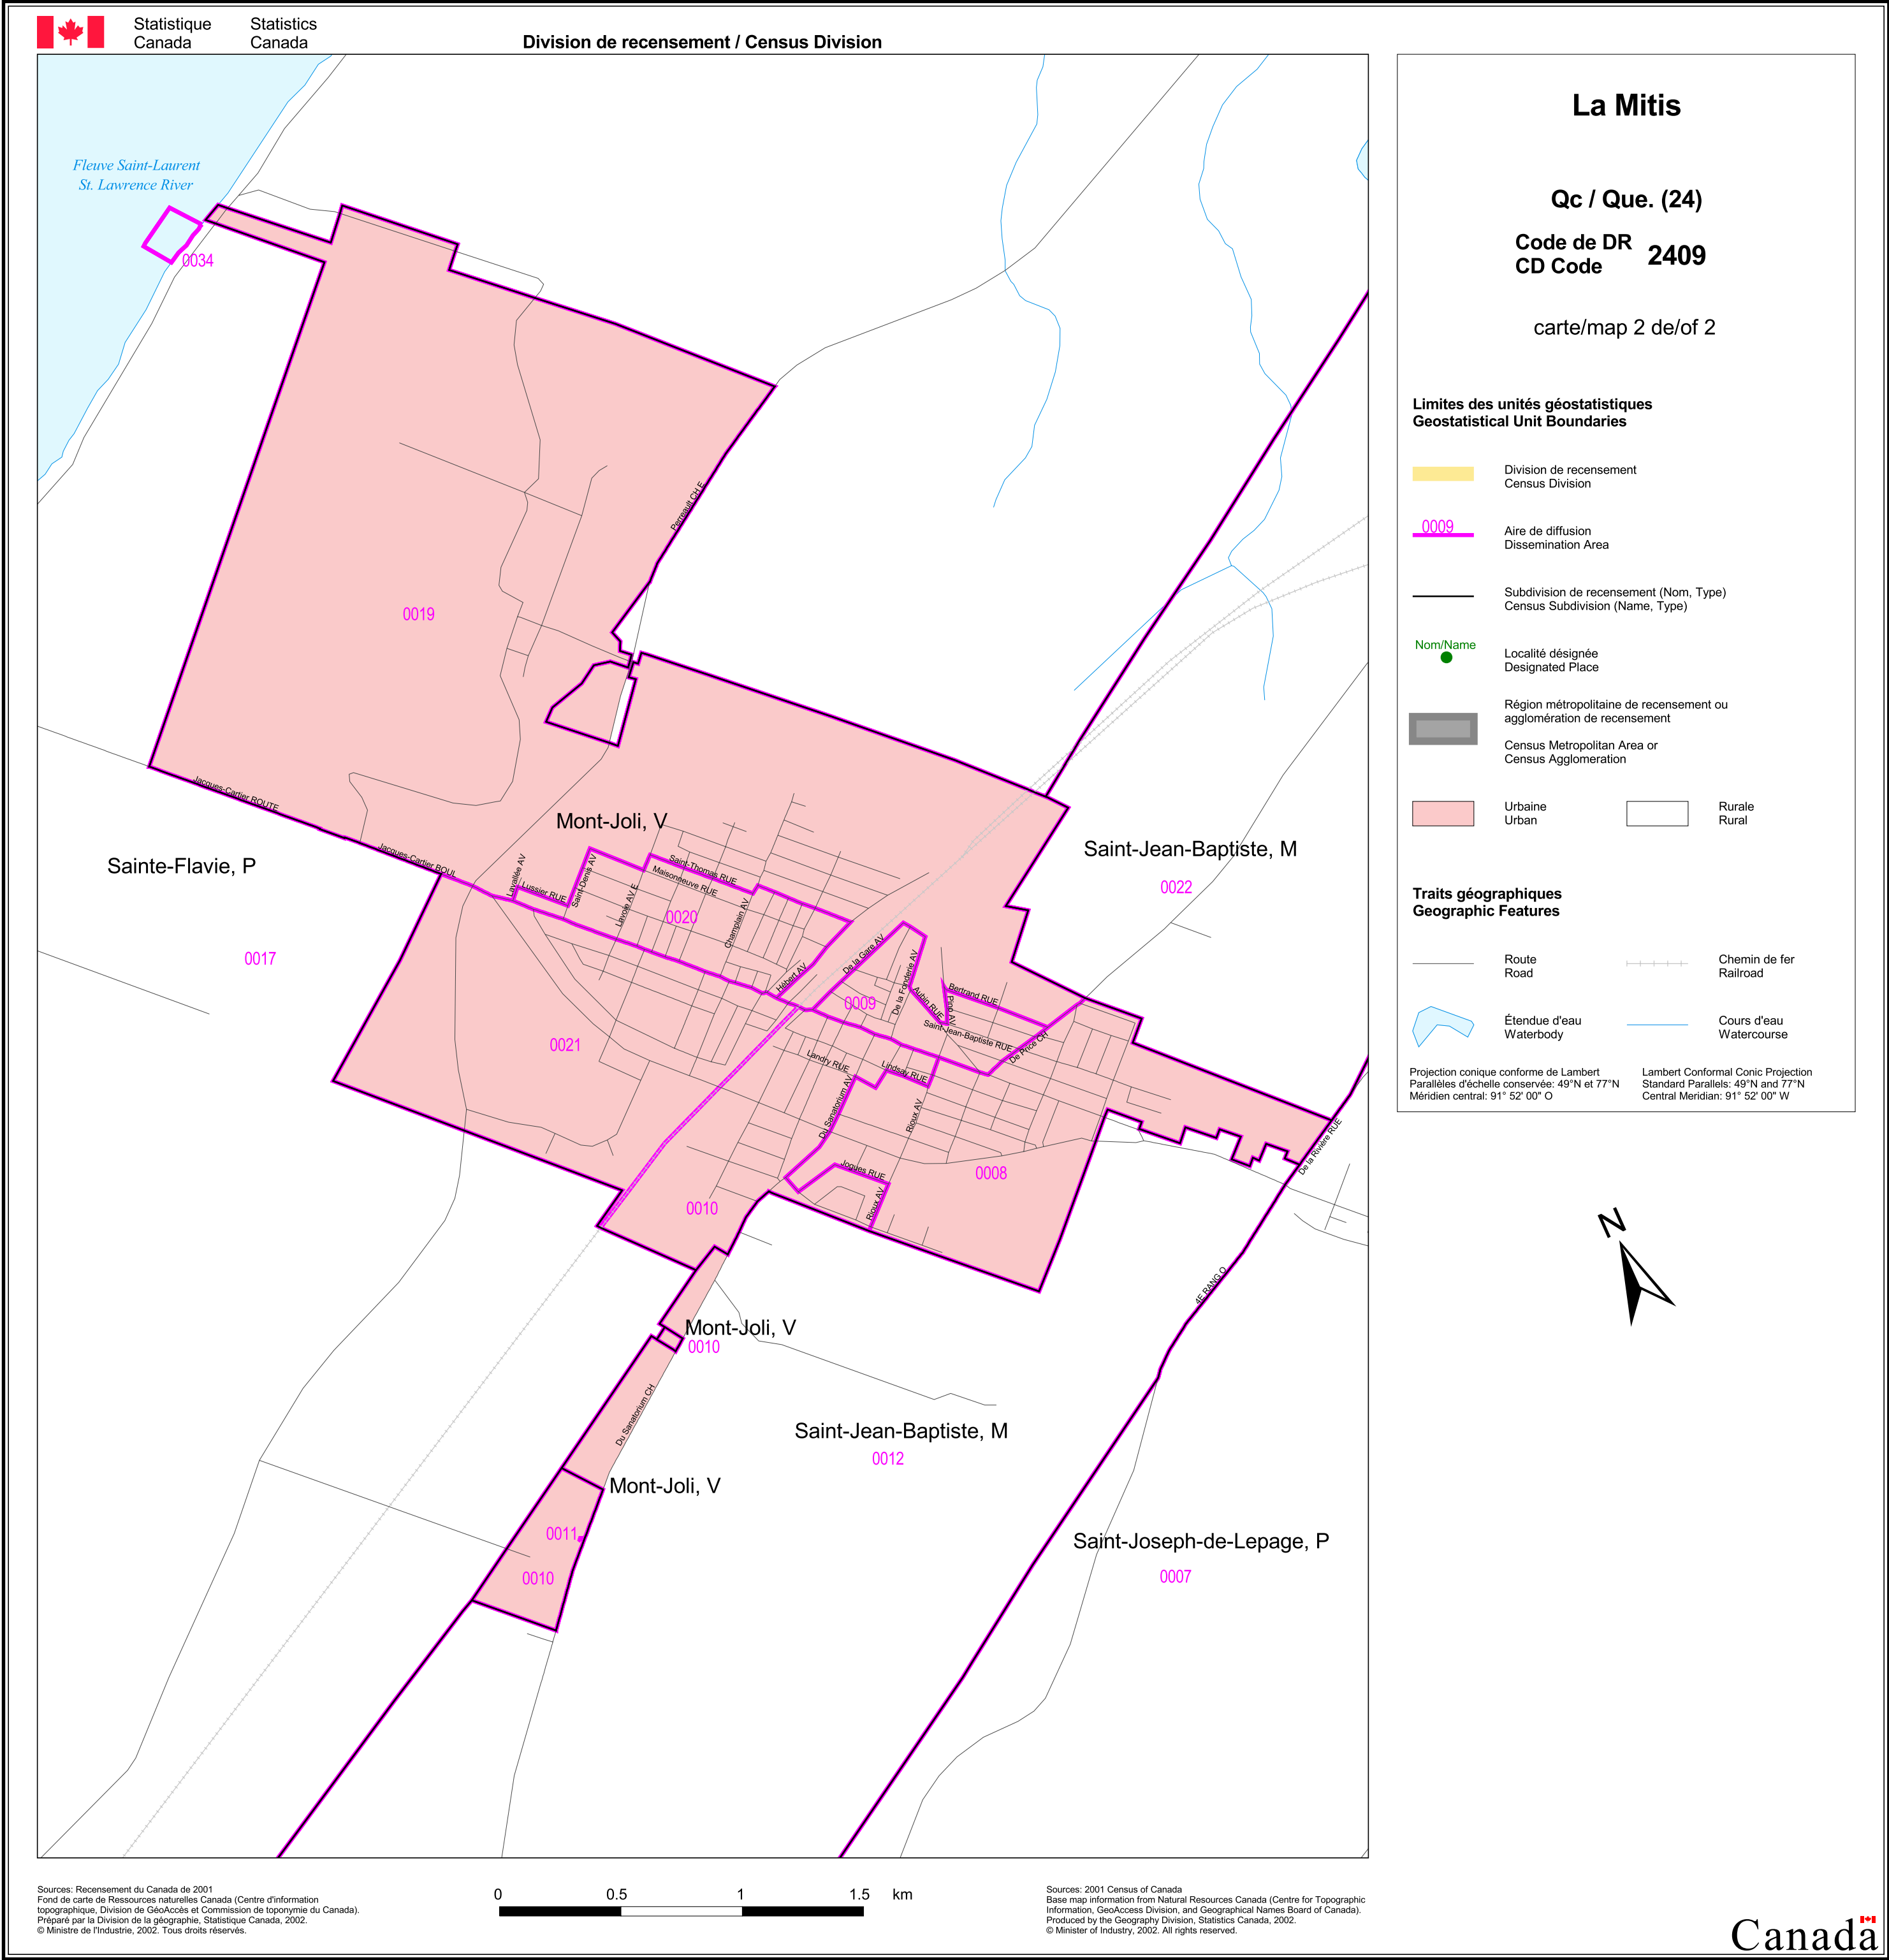 Statistique
Canada
Statistics
Canada
Division de recensement / Census Division
Fleuve Saint-Laurent
St. Lawrence River
0034
0019
Perreault CH E
Jacques-Cartier ROUTE
Jacques-Cartier BOUL
Mont-Joli, V
Sainte-Flavie, P
Saint-Jean-Baptiste, M
0022
Lavallée AV
Lussier RUE
Saint-Denis AV
Lavoie AV E
Saint-Thomas RUE
Maisonneuve RUE
Champlain AV
0020
0017
Hébert AV
De la Gare AV
De la Fonderie AV
Aubin RUE
Pino AV
Bertrand RUE
Saint-Jean-Baptiste RUE
De Price CH
0009
0021
Landry RUE
Lindsay RUE
Du Sanatorium AV
Rioux AV
Jogues RUE
Rioux AV
0008
0010
De la Rivière RUE
4E RANG O
Mont-Joli, V
0010
Du Sanatorium CH
Saint-Jean-Baptiste, M
0012
Mont-Joli, V
0011
0010
Saint-Joseph-de-Lepage, P
0007
La Mitis
Qc / Que. (24)
Code de DR
CD Code
2409
carte/map 2 de/of 2
Limites des unités géostatistiques
Geostatistical Unit Boundaries
Division de recensement
Census Division
0009
Aire de diffusion
Dissemination Area
Subdivision de recensement (Nom, Type)
Census Subdivision (Name, Type)
Nom/Name
Localité désignée
Designated Place
Région métropolitaine de recensement ou
agglomération de recensement
Census Metropolitan Area or
Census Agglomeration
Urbaine
Urban
Rurale
Rural
Traits géographiques
Geographic Features
Route
Road
Chemin de fer
Railroad
Étendue d'eau
Waterbody
Cours d'eau
Watercourse
Projection conique conforme de Lambert
Parallèles d'échelle conservée: 49°N et 77°N
Méridien central: 91° 52' 00" O
Lambert Conformal Conic Projection
Standard Parallels: 49°N and 77°N
Central Meridian: 91° 52' 00" W
N
Sources: Recensement du Canada de 2001
Fond de carte de Ressources naturelles Canada (Centre d'information
topographique, Division de GéoAccès et Commission de toponymie du Canada).
Préparé par la Division de la géographie, Statistique Canada, 2002.
© Ministre de l'Industrie, 2002. Tous droits réservés.
0 0.5 1 1.5 km
Sources: 2001 Census of Canada
Base map information from Natural Resources Canada (Centre for Topographic
Information, GeoAccess Division, and Geographical Names Board of Canada).
Produced by the Geography Division, Statistics Canada, 2002.
© Minister of Industry, 2002. All rights reserved.
Canada